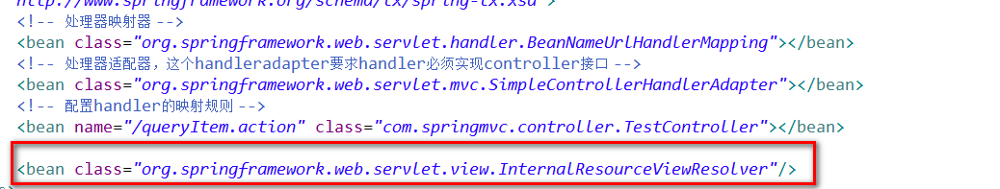 http://www.springframework.org/schema/tx/spring-tx.xsd">
<!-- 处理器映射器 -->
<bean class="org.springframework.web.servlet.handler.BeanNameUrlHandlerMapping"></bean>
<!-- 处理器适配器，这个handleradapter要求handler必须实现controller接口 -->
<bean class="org.springframework.web.servlet.mvc.SimpleControllerHandlerAdapter"></bean>
<!-- 配置handler的映射规则 -->
<bean name="/queryItem.action" class="com.springmvc.controller.TestController"></bean>
<bean class="org.springframework.web.servlet.view.InternalResourceViewResolver"/>